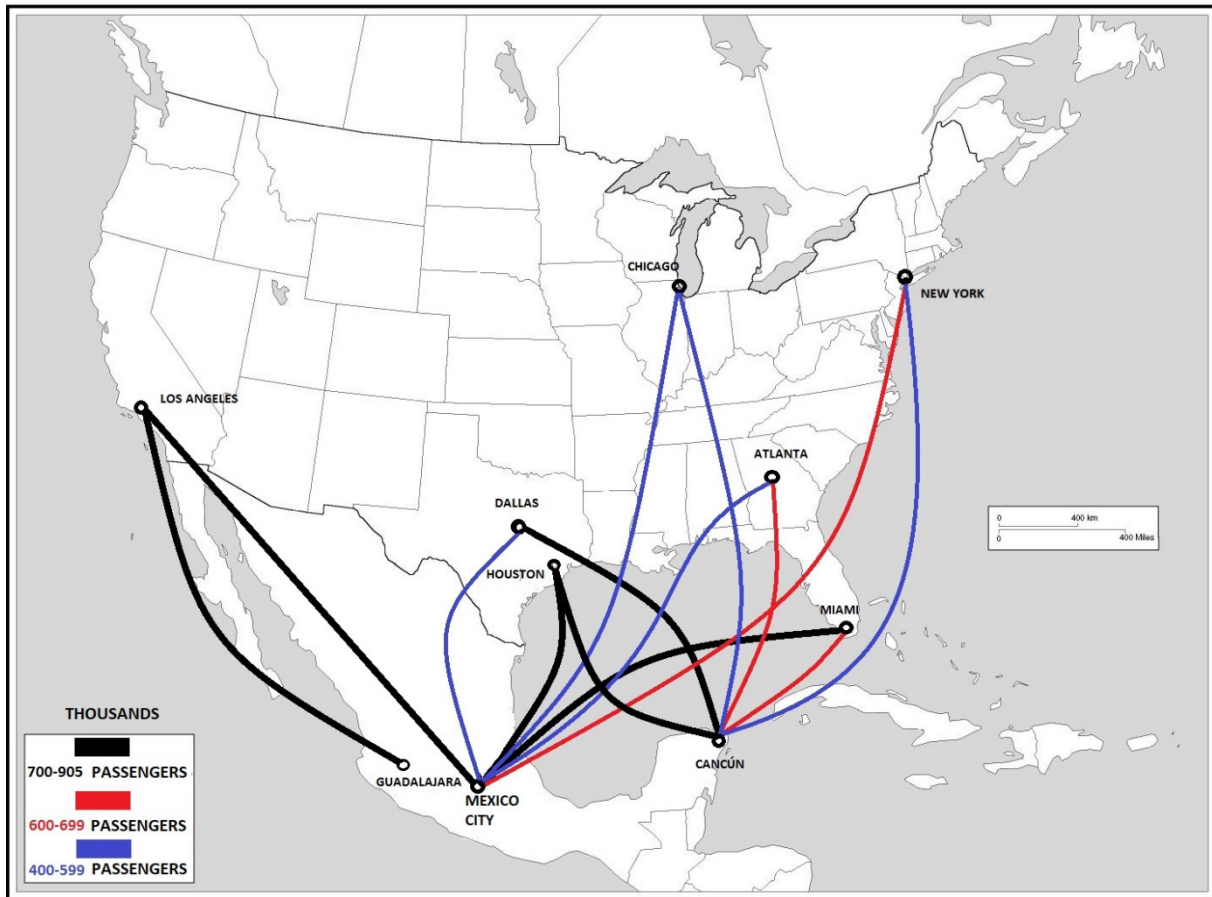 CHICAGO
NEW YORK
LOS ANGELES
ATLANTA
DALLAS
0 400 km
0 400 Miles
HOUSTON
MIAMI
THOUSANDS
700-905 PASSENGERS
600-699 PASSENGERS
400-599 PASSENGERS
GUADALAJARA
MEXICO
CITY
CANCÚN